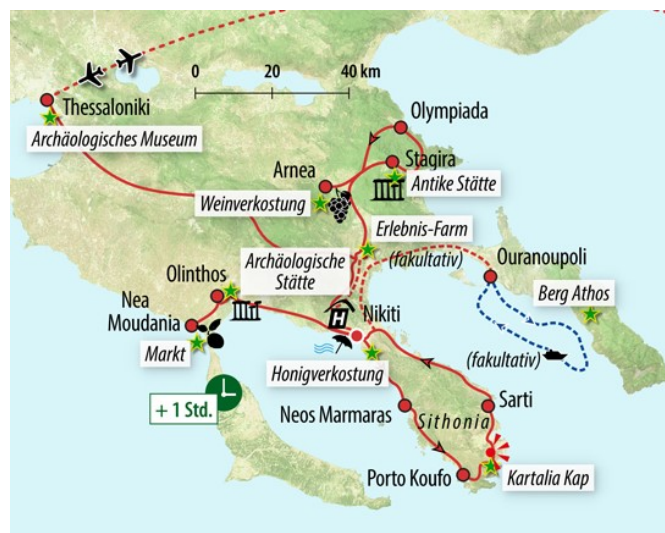 0 20 40 km
Thessaloniki
Archäologisches Museum
Olympiada
Stagira
Antike Stätte
Arnea
Weinverkostung
Erlebnis-Farm
(fakultativ)
Archäologische
Stätte
Ouranoupoli
Berg Athos
Olinthos
Nea
Moudania
Markt
H
Nikiti
(fakultativ)
Honigverkostung
+ 1 Std.
Neos Marmaras
Sithonia
Sarti
Porto Koufo
Kartalia Kap